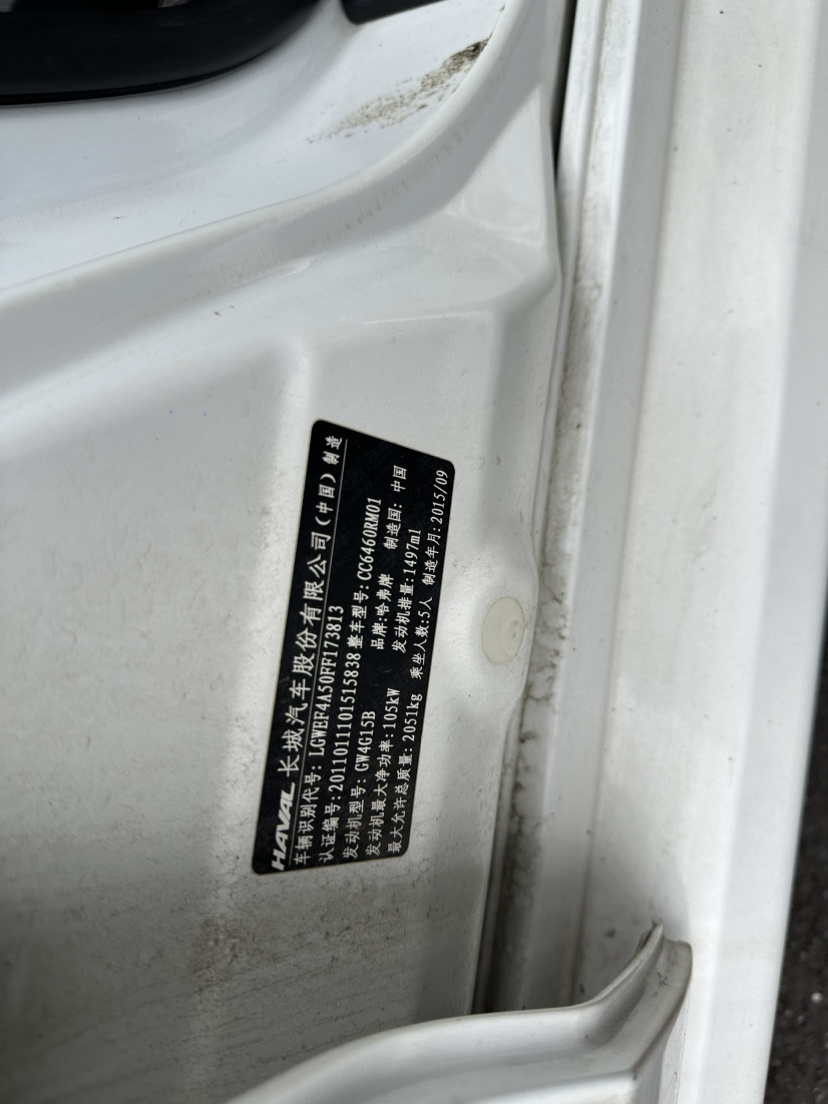 HAVAL 长城汽车股份有限公司(中国)制造
车辆识别代号: LGWEF4A50FF173813
认证编号:2011011101515838 整车型号:CC6460RM01
发动机型号:GW4G15B 品牌:哈弗牌 制造国: 中国
发动机最大净功率:105kW 发动机排量:1497ml
最大允许总质量:2051kg 乘坐人数:5人 制造年月:2015/09